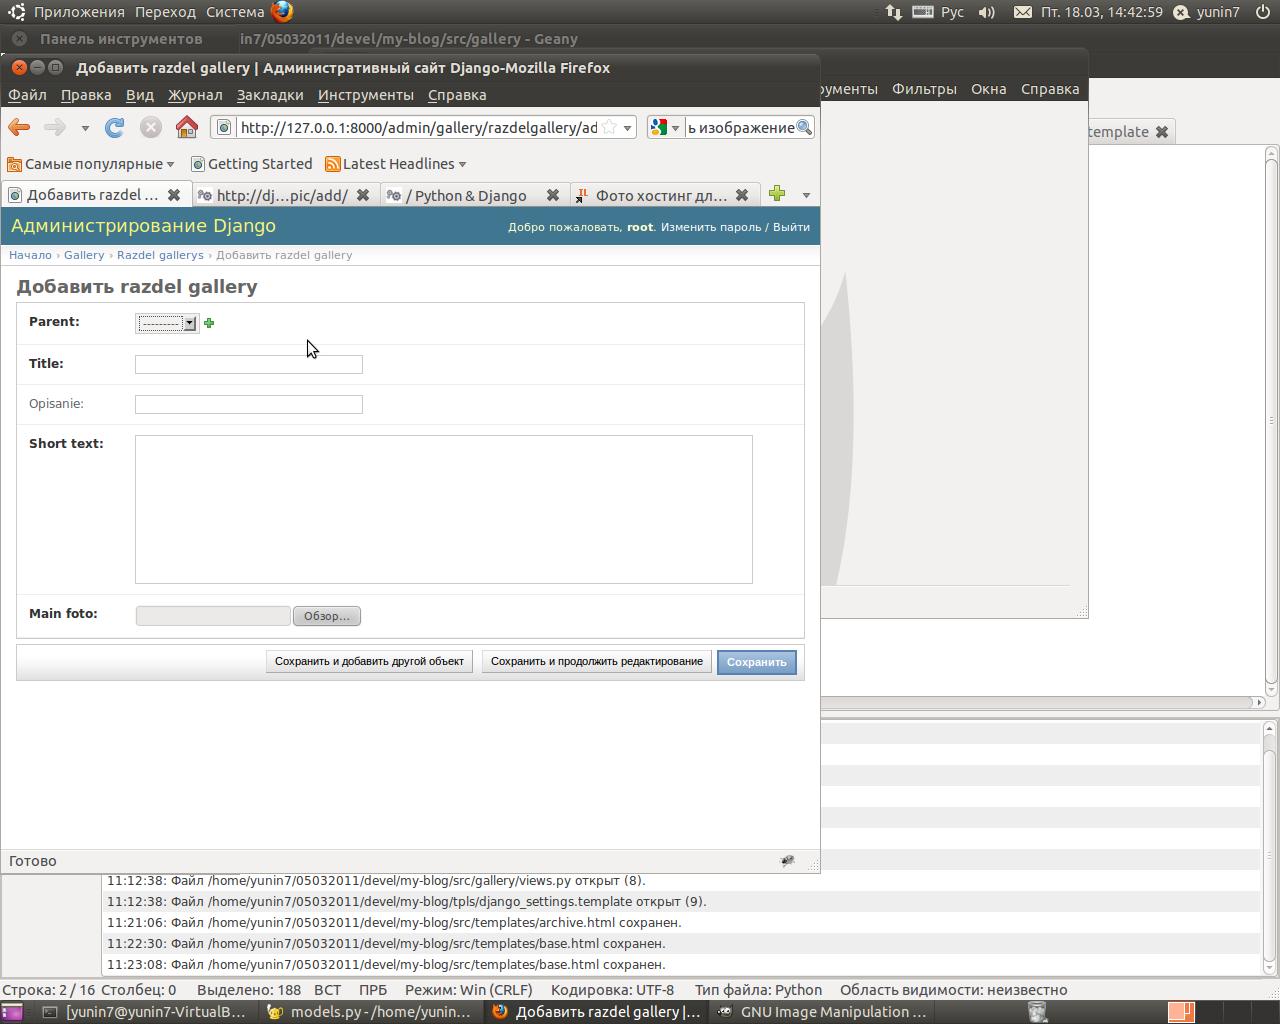 Приложения Переход Система Рус Пт. 18.03, 14:42:59 yunin7
Панель инструментов in7/05032011/devel/my-blog/src/gallery - Geany
Добавить razdel gallery | Административный сайт Django-Mozilla Firefox
Файл Правка Вид Журнал Закладки Инструменты Справка
рументы Фильтры Окна Справка
http://127.0.0.1:8000/admin/gallery/razdelgallery/ad ь изображение
template
Самые популярные Getting Started Latest Headlines
Добавить razdel ... http://dj...pic/add/ / Python & Django Фото хостинг дл...
Администрирование Django Добро пожаловать, root. Изменить пароль / Выйти
Начало › Gallery › Razdel gallerys › Добавить razdel gallery
Добавить razdel gallery
Parent: ---------
Title:
Opisanie:
Short text:
Main foto: Обзор...
Сохранить и добавить другой объект Сохранить и продолжить редактирование Сохранить
Готово
11:12:38: Файл /home/yunin7/05032011/devel/my-blog/src/gallery/views.py открыт (8).
11:12:38: Файл /home/yunin7/05032011/devel/my-blog/tpls/django_settings.template открыт (9).
11:21:06: Файл /home/yunin7/05032011/devel/my-blog/src/templates/archive.html сохранен.
11:22:30: Файл /home/yunin7/05032011/devel/my-blog/src/templates/base.html сохранен.
11:23:08: Файл /home/yunin7/05032011/devel/my-blog/src/templates/base.html сохранен.
Строка: 2 / 16 Столбец: 0 Выделено: 188 ВСТ ПРБ Режим: Win (CRLF) Кодировка: UTF-8 Тип файла: Python Область видимости: неизвестно
[yunin7@yunin7-VirtualB... models.py - /home/yunin... Добавить razdel gallery |... GNU Image Manipulation ...